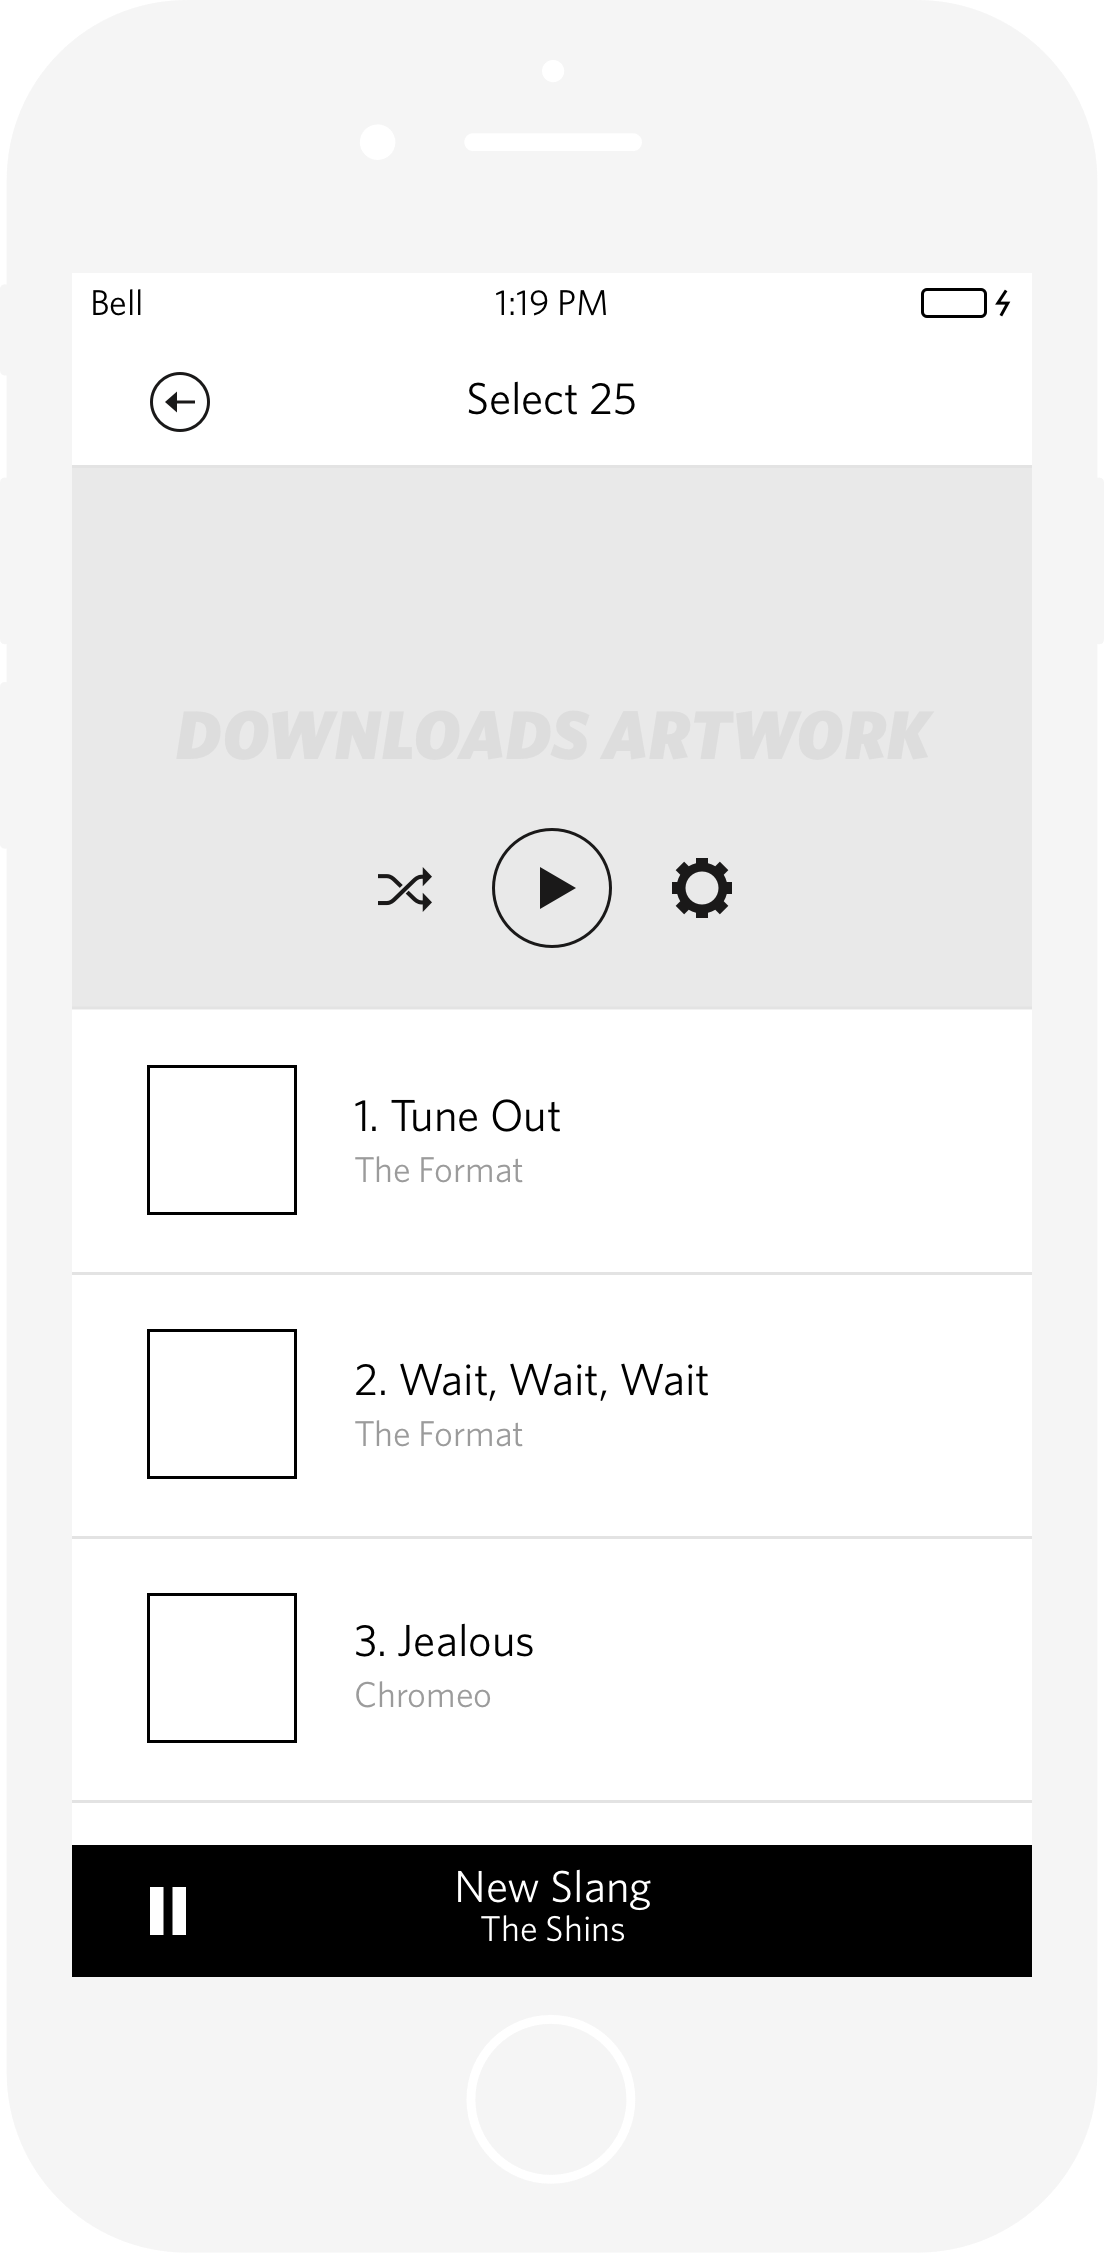 Bell
1:19 PM
Select 25
DOWNLOADS ARTWORK
1. Tune Out
The Format
2. Wait, Wait, Wait
The Format
3. Jealous
Chromeo
New Slang
The Shins